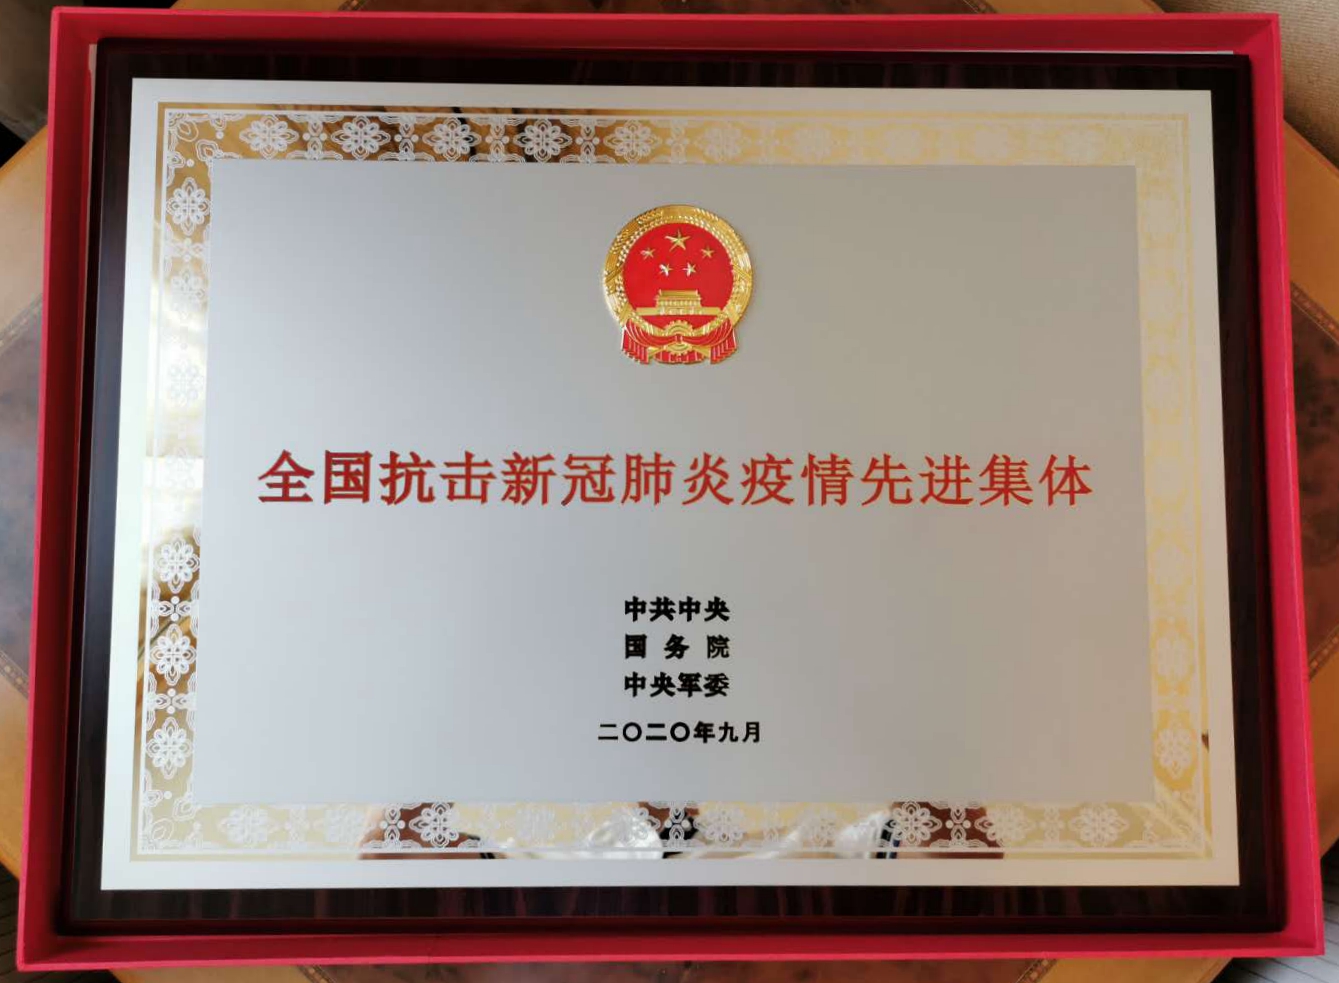 全国抗击新冠肺炎疫情先进集体
中共中央
国务院
中央军委
二〇二〇年九月